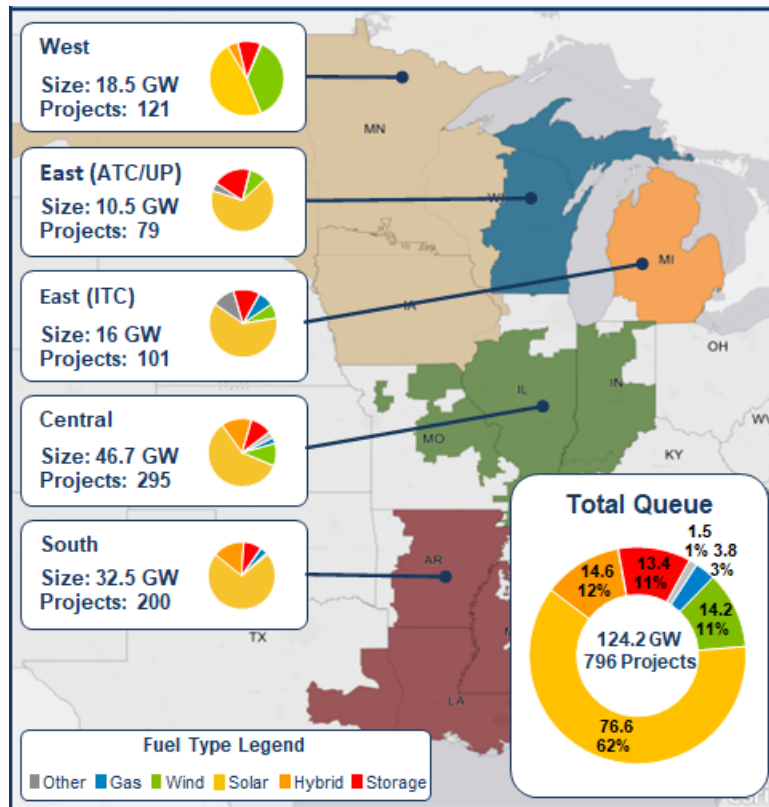 West
Size: 18.5 GW
Projects: 121
East (ATC/UP)
Size: 10.5 GW
Projects: 79
East (ITC)
Size: 16 GW
Projects: 101
Central
Size: 46.7 GW
Projects: 295
South
Size: 32.5 GW
Projects: 200
MN
WI
MI
IA
IL
IN
OH
MO
KY
WV
AR
TX
LA
Total Queue
1.5
1%
3.8
3%
14.6
12%
13.4
11%
14.2
11%
124.2 GW
796 Projects
76.6
62%
Fuel Type Legend
Other Gas Wind Solar Hybrid Storage